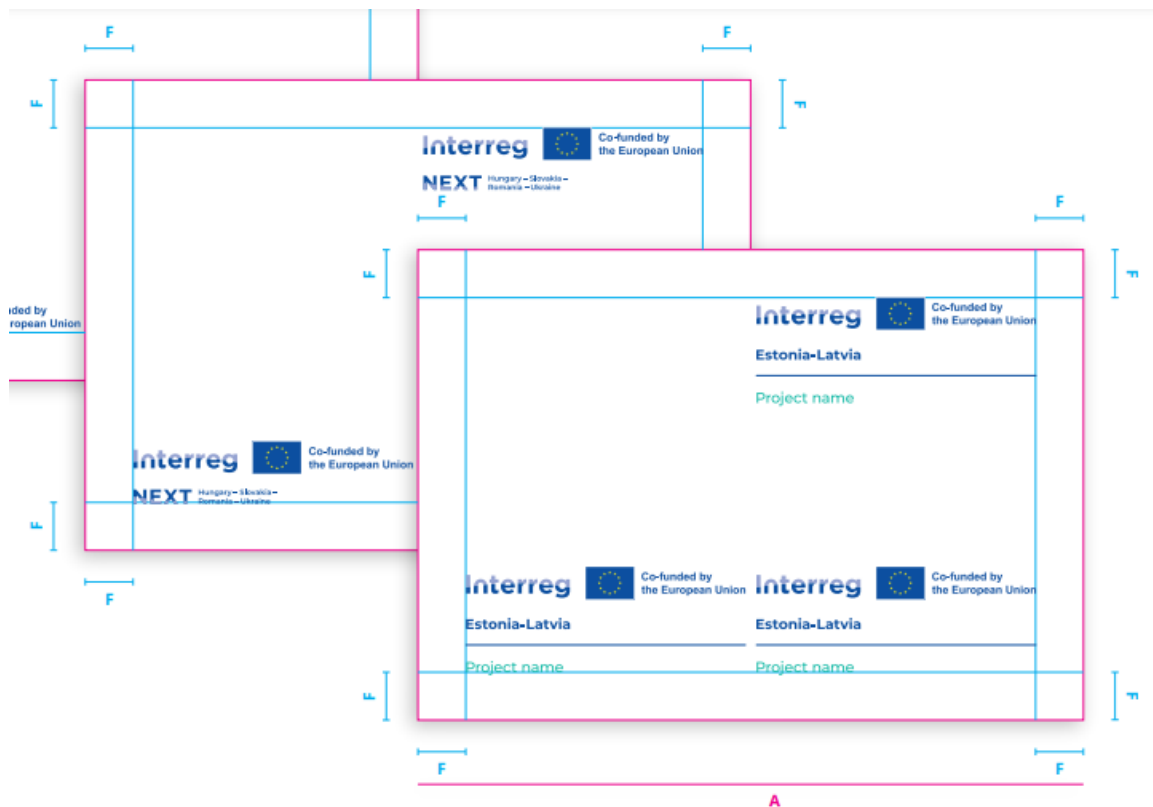 F
F
F
F
Interreg
Co-funded by
the European Union
NEXT
Hungary – Slovakia –
Romania – Ukraine
F
F
F
F
by
European Union
Interreg
Co-funded by
the European Union
Estonia-Latvia
Project name
Interreg
Co-funded by
the European Union
NEXT
Hungary – Slovakia –
Romania – Ukraine
F
F
Interreg
Co-funded by
the European Union
Estonia-Latvia
Project name
Interreg
Co-funded by
the European Union
Estonia-Latvia
Project name
F
F
F
F
A